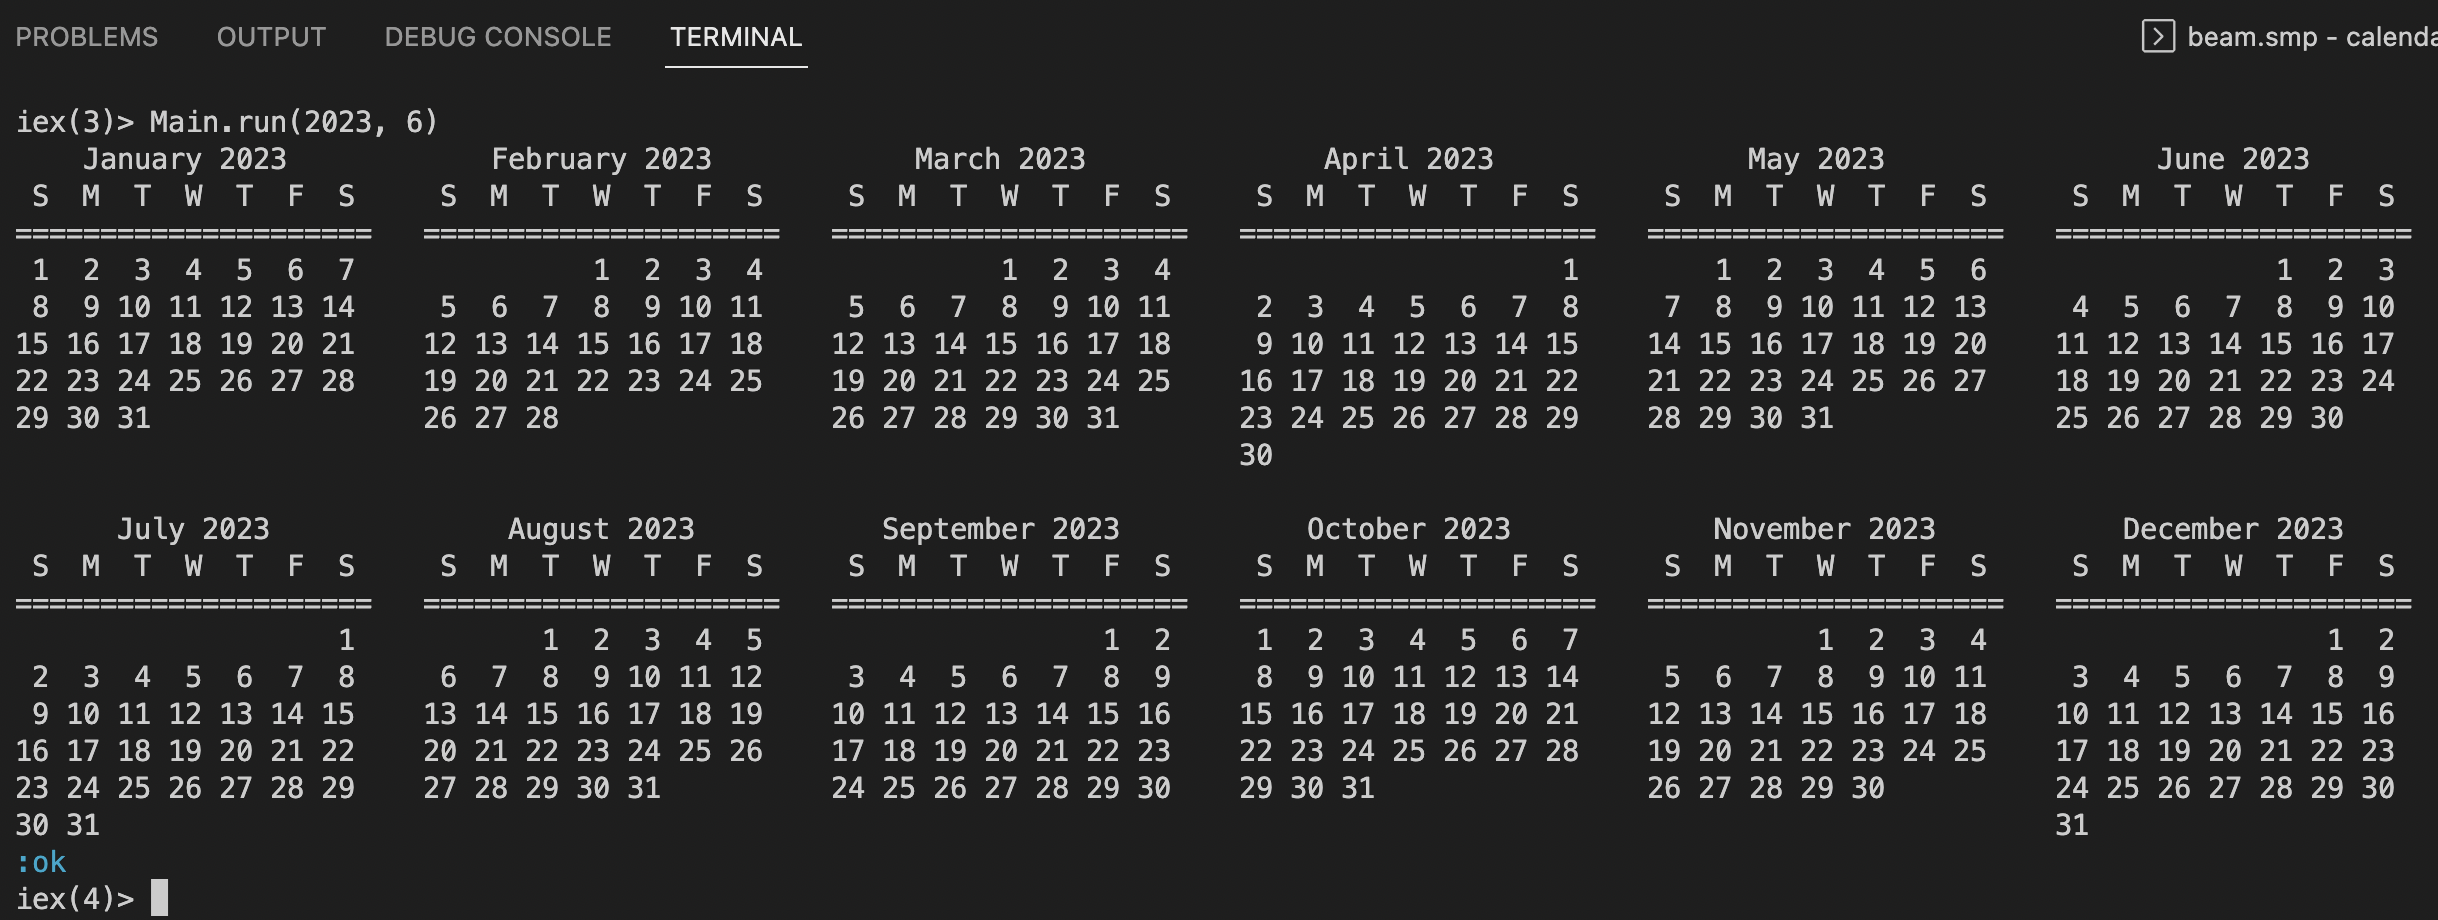 PROBLEMS OUTPUT DEBUG CONSOLE TERMINAL beam.smp - calenda
iex(3)> Main.run(2023, 6)
    January 2023            February 2023            March 2023              April 2023               May 2023                June 2023
 S  M  T  W  T  F  S     S  M  T  W  T  F  S     S  M  T  W  T  F  S     S  M  T  W  T  F  S     S  M  T  W  T  F  S     S  M  T  W  T  F  S
=====================   =====================   =====================   =====================   =====================   =====================
 1  2  3  4  5  6  7              1  2  3  4              1  2  3  4                       1        1  2  3  4  5  6                 1  2  3
 8  9 10 11 12 13 14     5  6  7  8  9 10 11     5  6  7  8  9 10 11     2  3  4  5  6  7  8     7  8  9 10 11 12 13     4  5  6  7  8  9 10
15 16 17 18 19 20 21    12 13 14 15 16 17 18    12 13 14 15 16 17 18     9 10 11 12 13 14 15    14 15 16 17 18 19 20    11 12 13 14 15 16 17
22 23 24 25 26 27 28    19 20 21 22 23 24 25    19 20 21 22 23 24 25    16 17 18 19 20 21 22    21 22 23 24 25 26 27    18 19 20 21 22 23 24
29 30 31                26 27 28                26 27 28 29 30 31       23 24 25 26 27 28 29    28 29 30 31             25 26 27 28 29 30
                                                                        30
      July 2023              August 2023           September 2023           October 2023            November 2023           December 2023
 S  M  T  W  T  F  S     S  M  T  W  T  F  S     S  M  T  W  T  F  S     S  M  T  W  T  F  S     S  M  T  W  T  F  S     S  M  T  W  T  F  S
=====================   =====================   =====================   =====================   =====================   =====================
                   1           1  2  3  4  5                    1  2     1  2  3  4  5  6  7              1  2  3  4                    1  2
 2  3  4  5  6  7  8     6  7  8  9 10 11 12     3  4  5  6  7  8  9     8  9 10 11 12 13 14     5  6  7  8  9 10 11     3  4  5  6  7  8  9
 9 10 11 12 13 14 15    13 14 15 16 17 18 19    10 11 12 13 14 15 16    15 16 17 18 19 20 21    12 13 14 15 16 17 18    10 11 12 13 14 15 16
16 17 18 19 20 21 22    20 21 22 23 24 25 26    17 18 19 20 21 22 23    22 23 24 25 26 27 28    19 20 21 22 23 24 25    17 18 19 20 21 22 23
23 24 25 26 27 28 29    27 28 29 30 31          24 25 26 27 28 29 30    29 30 31                26 27 28 29 30          24 25 26 27 28 29 30
30 31                                                                                                                   31
:ok
iex(4)>